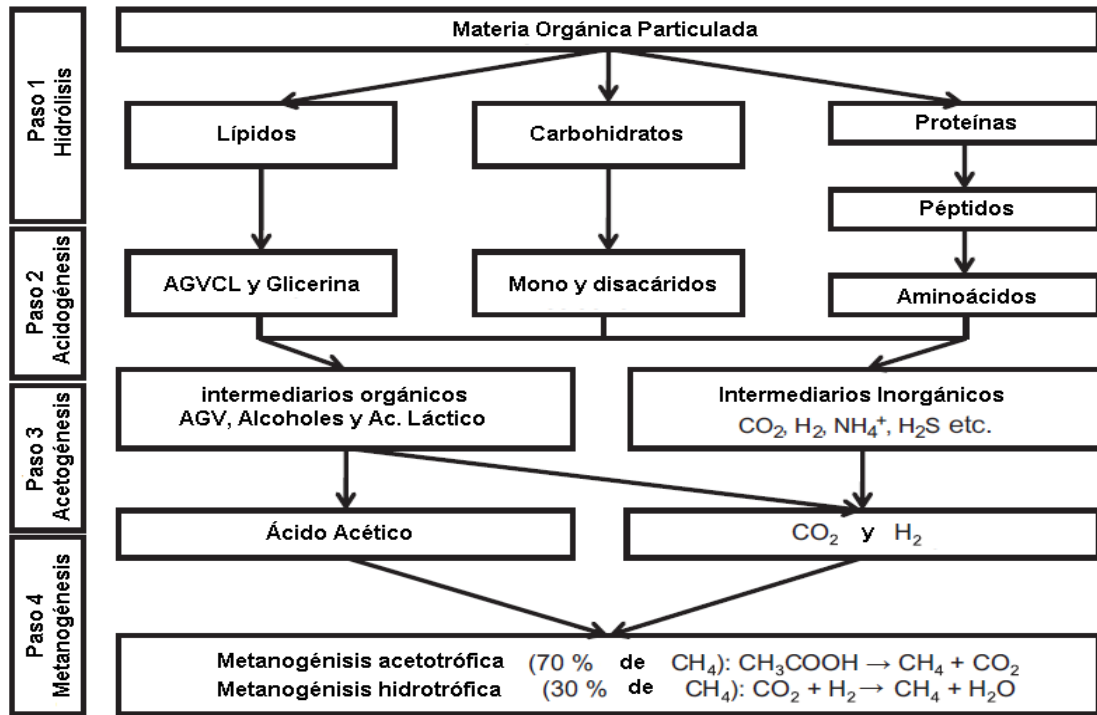 Paso 1
Hidrólisis
Materia Orgánica Particulada
Lípidos
Carbohidratos
Proteínas
Péptidos
Paso 2
Acidogénesis
AGVCL y Glicerina
Mono y disacáridos
Aminoácidos
Paso 3
Acetogénesis
intermediarios orgánicos
AGV, Alcoholes y Ac. Láctico
Intermediarios Inorgánicos
CO₂, H₂, NH₄⁺, H₂S etc.
Ácido Acético
CO₂ y H₂
Paso 4
Metanogénesis
Metanogénisis acetotrófica (70 % de CH₄): CH₃COOH → CH₄ + CO₂
Metanogénisis hidrotrófica (30 % de CH₄): CO₂ + H₂ → CH₄ + H₂O